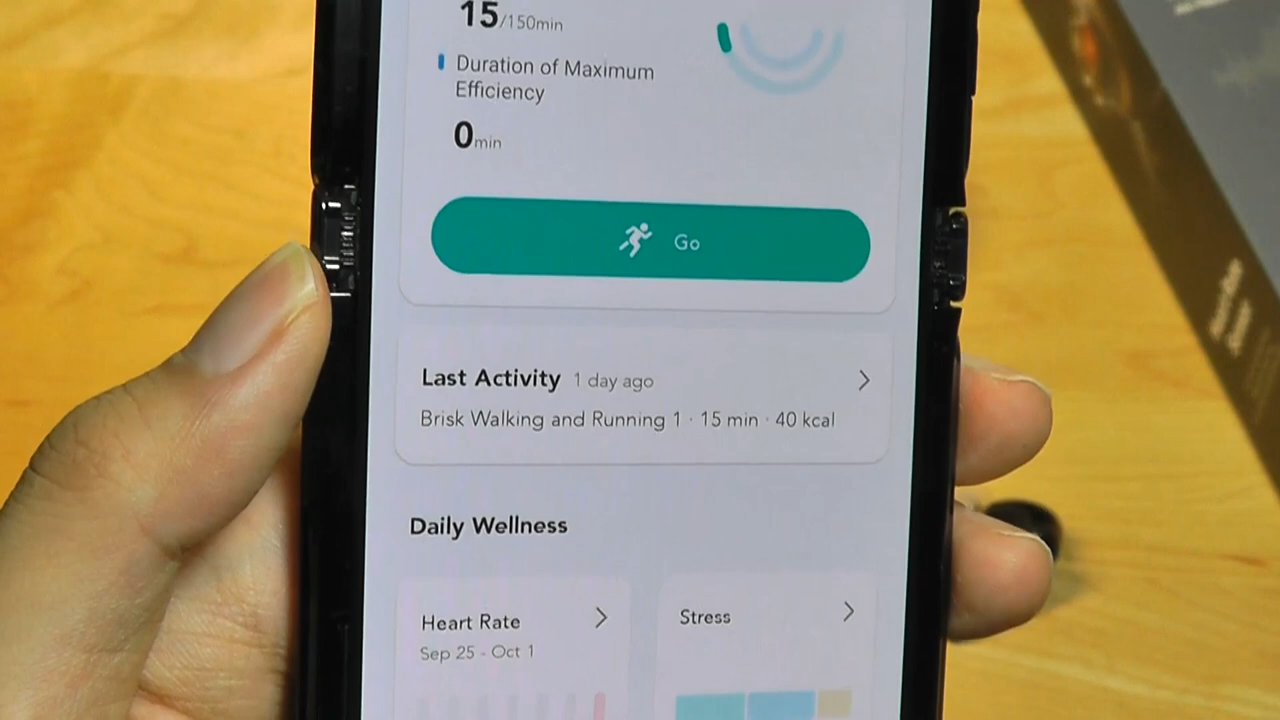 15/150min
Duration of Maximum
Efficiency
0min
Go
Last Activity 1 day ago
Brisk Walking and Running 1 · 15 min · 40 kcal
Daily Wellness
Heart Rate
Sep 25 - Oct 1
Stress